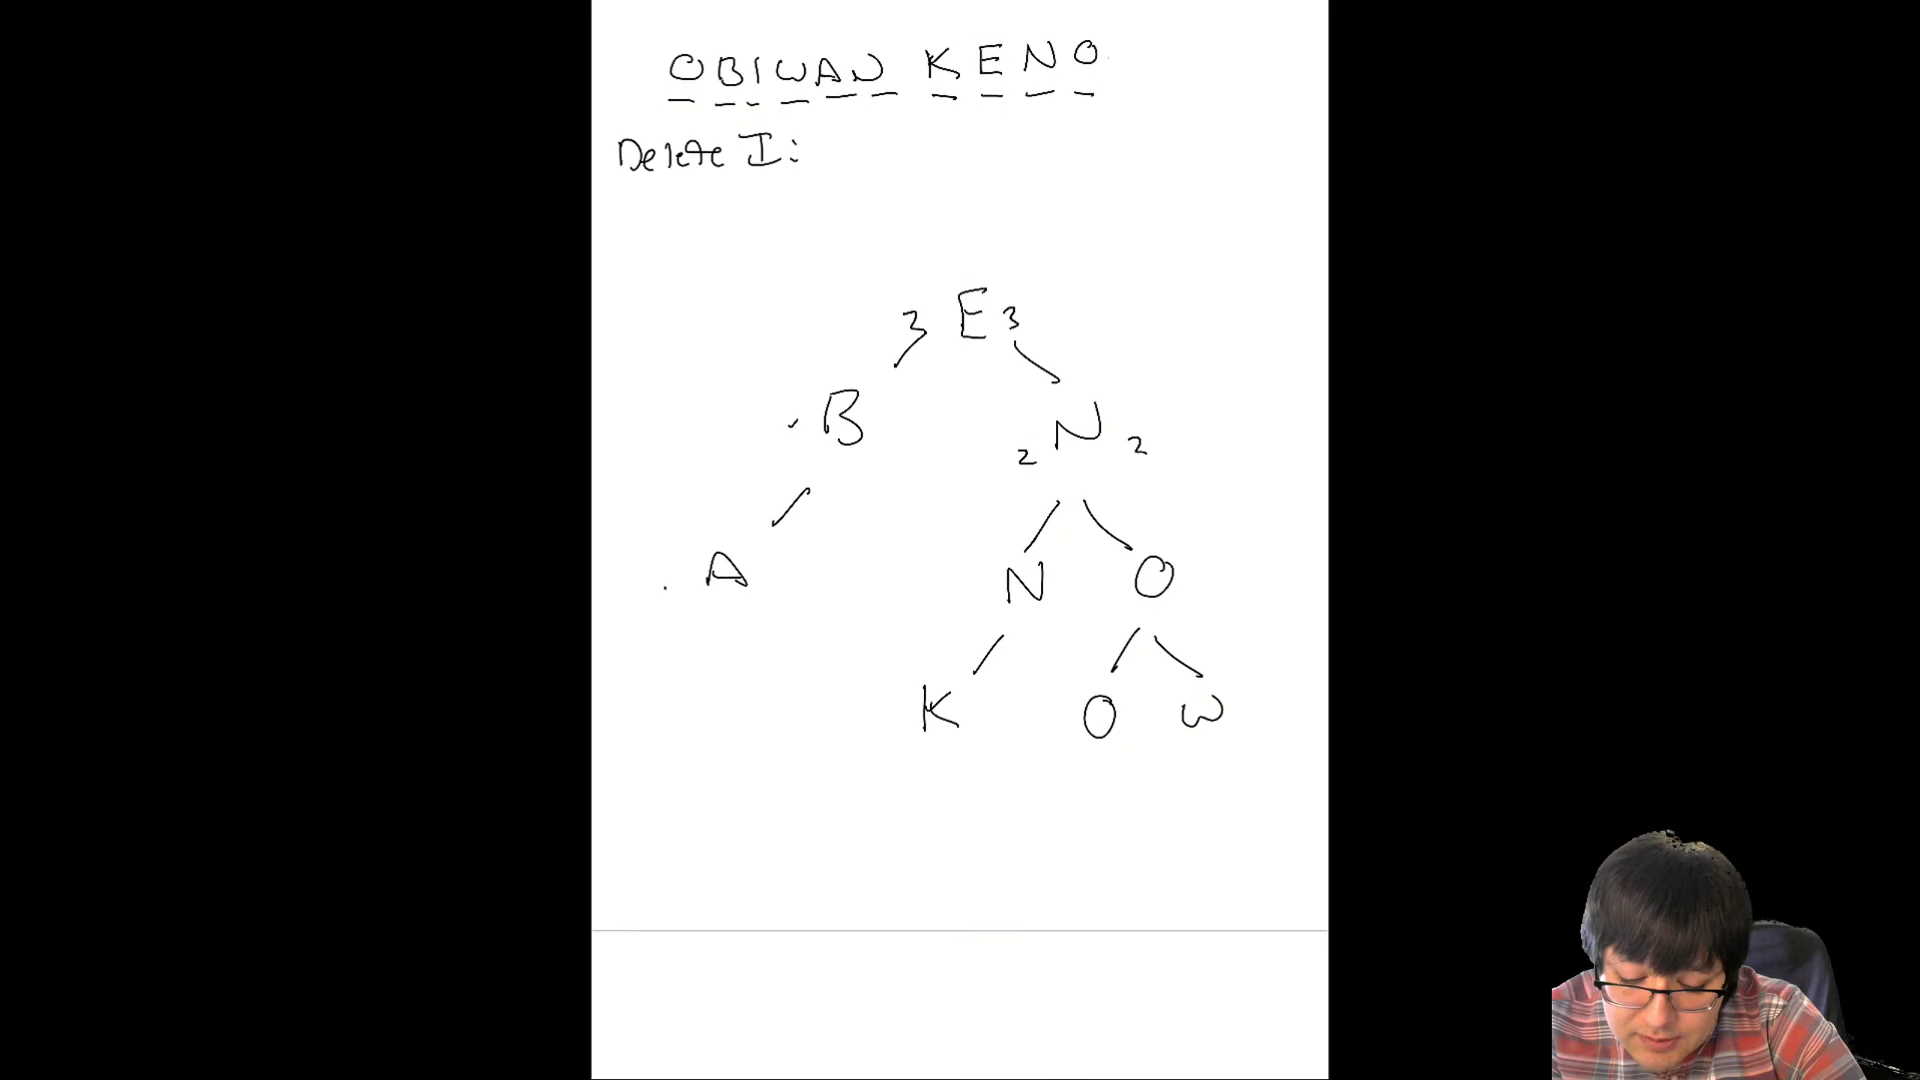 OBIWAN KENO
Delete I:
3 E 3
B
2 N 2
A
N O
K O W